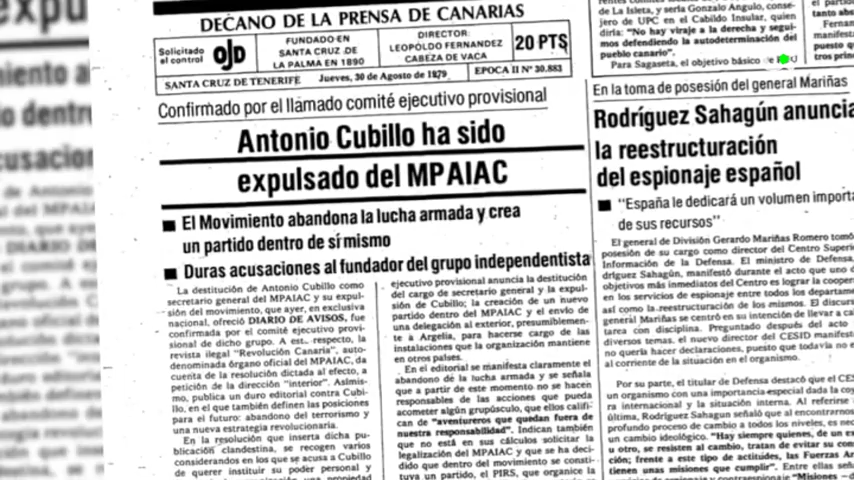 DECANO DE LA PRENSA DE CANARIAS
Solicitado
el control
OJD
FUNDADO EN
SANTA CRUZ DE
LA PALMA EN 1890
DIRECTOR:
LEOPOLDO FERNANDEZ
CABEZA DE VACA
20 PTS
SANTA CRUZ DE TENERIFE Jueves, 30 de Agosto de 1979 EPOCA II Nº 30.883
Confirmado por el llamado comité ejecutivo provisional
Antonio Cubillo ha sido
expulsado del MPAIAC
El Movimiento abandona la lucha armada y crea
un partido dentro de sí mismo
Duras acusaciones al fundador del grupo independentista
La destitución de Antonio Cubillo como
secretario general del MPAIAC y su expul-
sión del movimiento, que ayer, en exclusiva
nacional, ofreció DIARIO DE AVISOS, fue
confirmada por el comité ejecutivo provi-
sional de dicho grupo. A est.. respecto, la
revista ilegal "Revolución Canaria", auto-
denominada órgano oficial del MPAIAC, da
cuenta de la resolución dictada al efecto, a
petición de la dirección "interior". Asimis-
mo, publica un duro editorial contra Cubi-
llo, en el que también definen las posiciones
para el futuro: abandono del terrorismo y
una nueva estrategia revolucionaria.
En la resolución que inserta dicha pu-
blicación clandestina, se recogen varios
considerandos en los que se acusa a Cubillo
de querer instituir su poder personal y
ejecutivo provisional anuncia la destitución
del cargo de secretario general y la expul-
sión de Cubillo; la creación de un nuevo
partido dentro del MPAIAC y el envío de
una delegación al exterior, presumiblemen-
te a Argelia, para hacerse cargo de las
instalaciones que la organización mantiene
en otros países.
En el editorial se manifiesta claramente el
abandono de la lucha armada y se señala
que a partir de este momento no se hacen
responsables de las acciones que pueda
acometer algún grupúsculo, que ellos califi-
can de "aventureros que quedan fuera de
nuestra responsabilidad". Indican también
que no está en sus cálculos solicitar la
legalización del MPAIAC y que se ha deci-
dido que dentro del movimiento se consti-
tuya un partido, el PIRS, que organice la
de La Isleta, y sería Gonzalo Angulo, conse-
jero de UPC en el Cabildo Insular, quien
diría: "No hay viraje a la derecha y segui-
mos defendiendo la autodeterminación del
pueblo canario".
Para Sagaseta, el objetivo básico de
En la toma de posesión del general Mariñas
Rodríguez Sahagún anuncia
la reestructuración
del espionaje español
"España le dedicará un volumen importa
de sus recursos"
El general de División Gerardo Mariñas Romero tomó
posesión de su cargo como director del Centro Superio
Información de la Defensa. El ministro de Defensa,
dríguez Sahagún, manifestó durante el acto que uno d
objetivos más inmediatos del Centro es lograr la cooper
en los servicios de espionaje entre todos los departame
así como la reestructuración de los mismos. El discur
general Mariñas se centró en su intención de llevar a ca
tarea con disciplina. Preguntado después del acto
diversos temas, el nuevo director del CESID manifestó
no quería hacer declaraciones, puesto que todavía no e
al corriente de la situación en el organismo.
Por su parte, el titular de Defensa destacó que el CES
un organismo con una importancia especial dada la coy
ra internacional y la situación interna. Al referirse
última, Rodríguez Sahagún señaló que al encontrarnos
profundo proceso de cambio a todos los niveles, es nec
un cambio ideológico. "Hay siempre quienes, de un e
u otro, se resisten al cambio, tratan de evitar su con
ción; frente a este tipo de actitudes, las Fuerzas Ar
tienen unas misiones que cumplir". Entre ellas seña